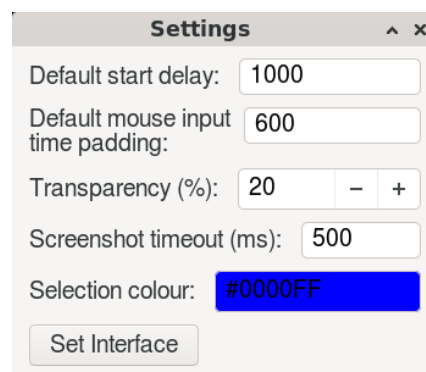 Settings
Default start delay: 1000
Default mouse input
time padding: 600
Transparency (%): 20 − +
Screenshot timeout (ms): 500
Selection colour: #0000FF
Set Interface